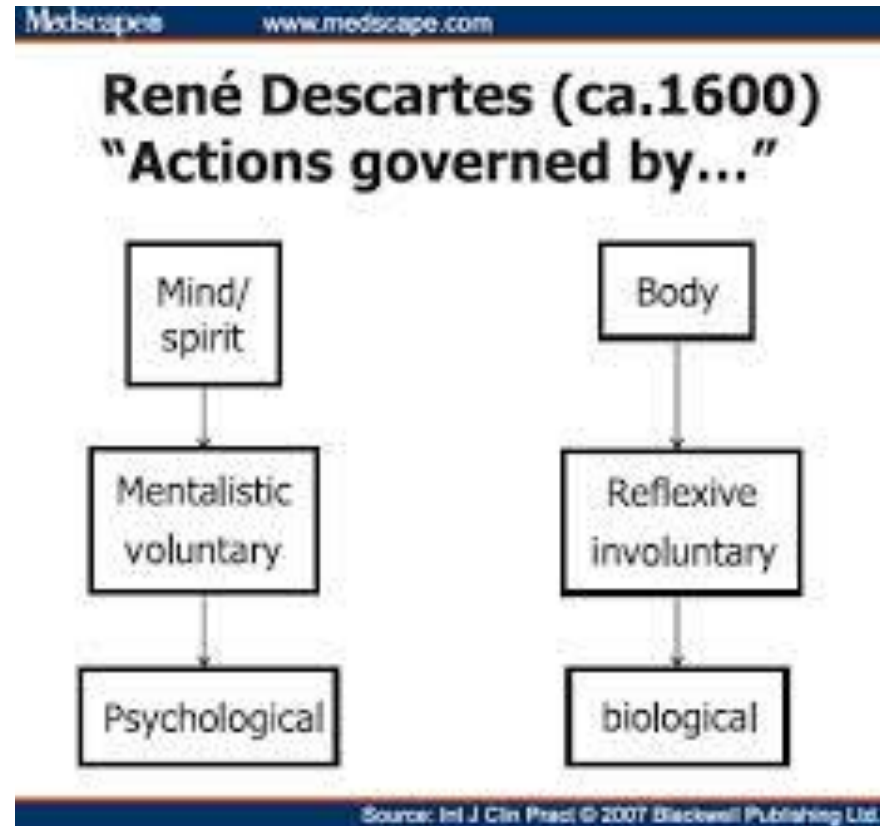 Medscape®
www.medscape.com
René Descartes (ca.1600)
“Actions governed by…”
Mind/
spirit
Body
Mentalistic
voluntary
Reflexive
involuntary
Psychological
biological
Source: Int J Clin Pract © 2007 Blackwell Publishing Ltd.